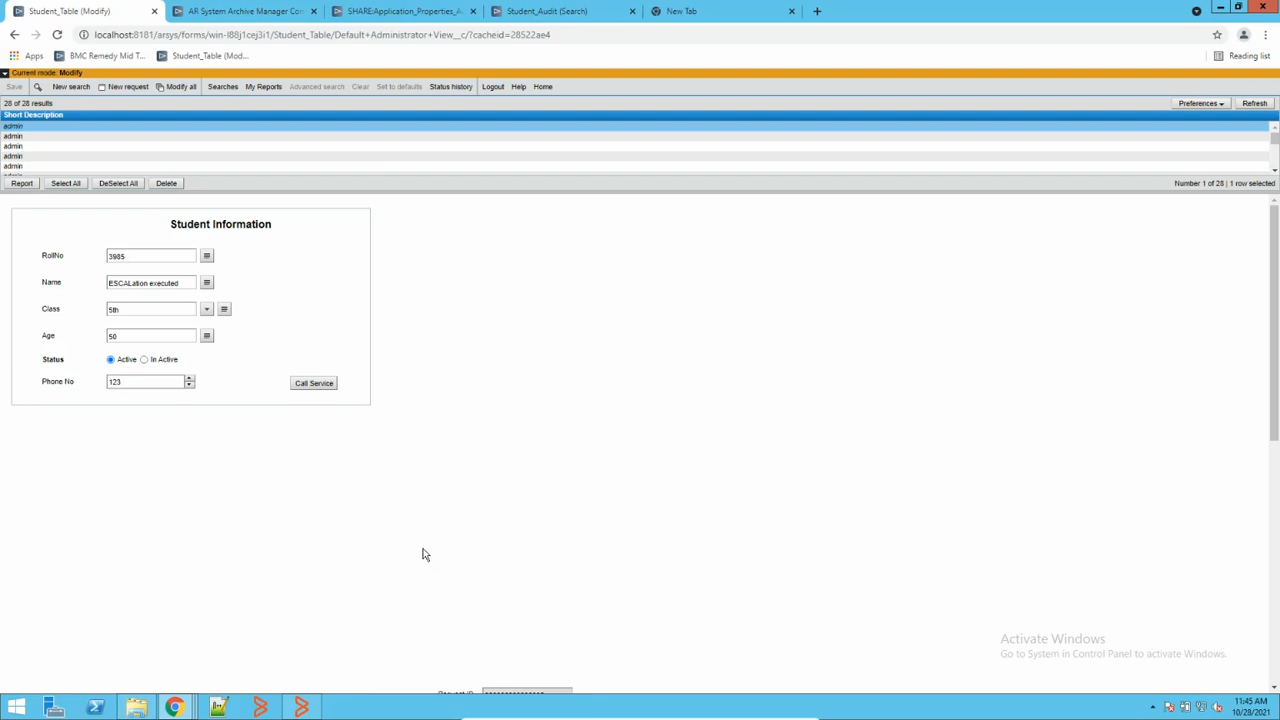 Student_Table (Modify)
AR System Archive Manager Con
SHARE:Application_Properties_A
Student_Audit (Search)
New Tab
localhost:8181/arsys/forms/win-l88j1cej3i1/Student_Table/Default+Administrator+View__c/?cacheid=28522ae4
Apps
BMC Remedy Mid T...
Student_Table (Mod...
Reading list
Current mode: Modify
Save New search New request Modify all Searches My Reports Advanced search Clear Set to defaults Status history Logout Help Home
28 of 28 results
Preferences
Refresh
Short Description
admin
admin
admin
admin
admin
Report Select All DeSelect All Delete
Number 1 of 28 | 1 row selected
Student Information
RollNo 3985
Name ESCALation executed
Class 5th
Age 50
Status Active In Active
Phone No 123
Call Service
Activate Windows
Go to System in Control Panel to activate Windows.
Request ID
11:45 AM
10/28/2021